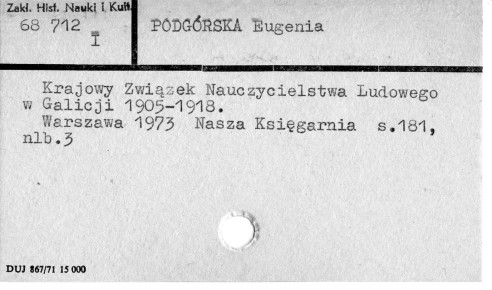 Zakł. Hist. Nauki i Kult.
68 712
I
PODGÓRSKA Eugenia
Krajowy Związek Nauczycielstwa Ludowego
w Galicji 1905-1918.
Warszawa 1973 Nasza Księgarnia s.181,
nlb.3
DUJ 867/71 15 000